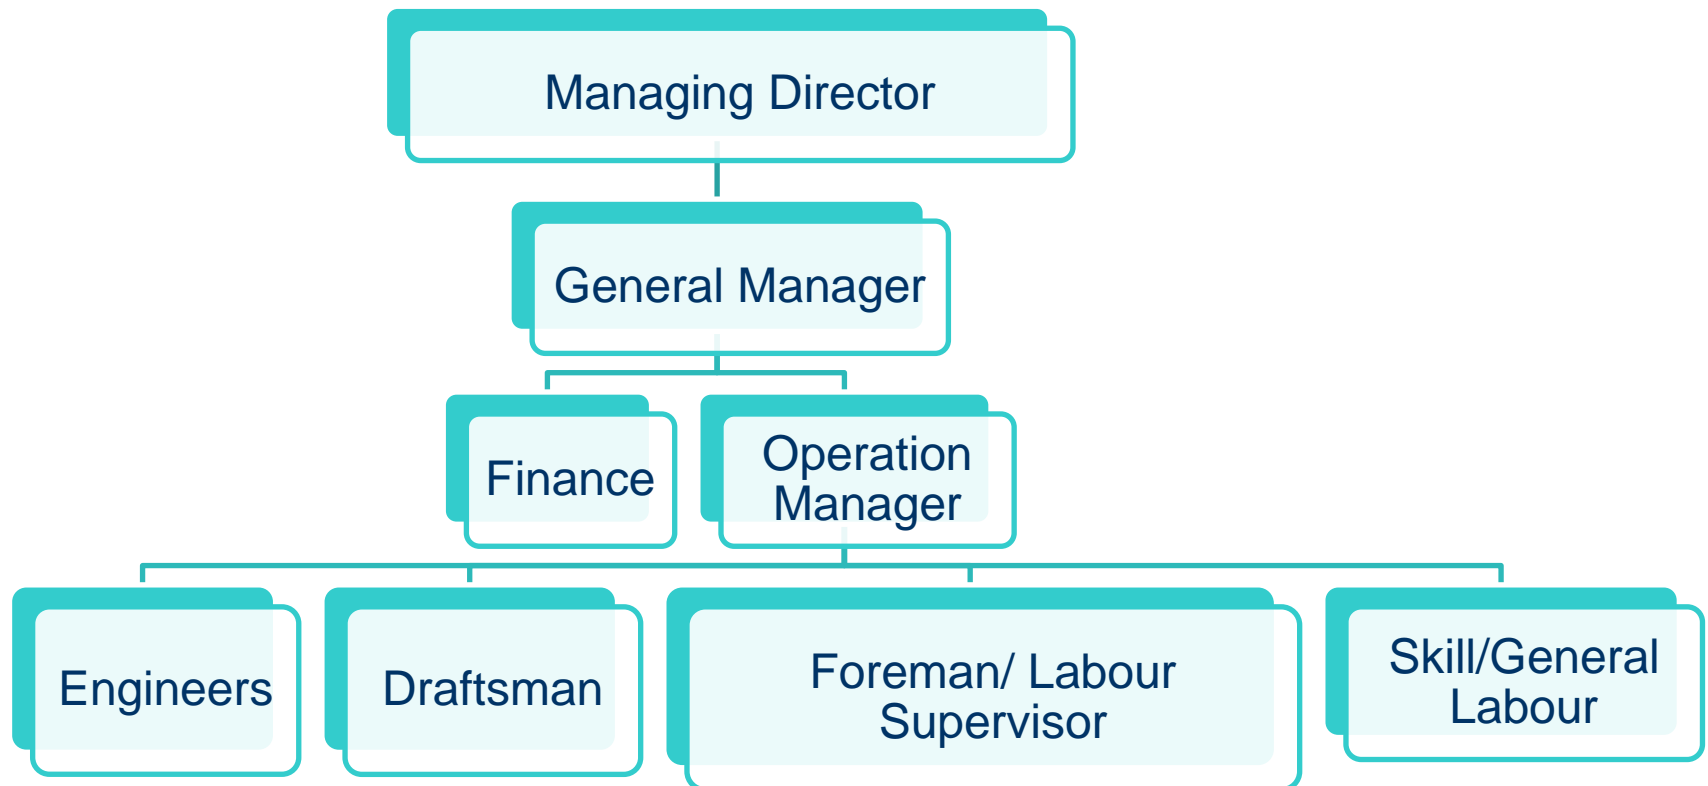 Managing Director
General Manager
Finance
Operation
Manager
Engineers
Draftsman
Foreman/ Labour
Supervisor
Skill/General
Labour